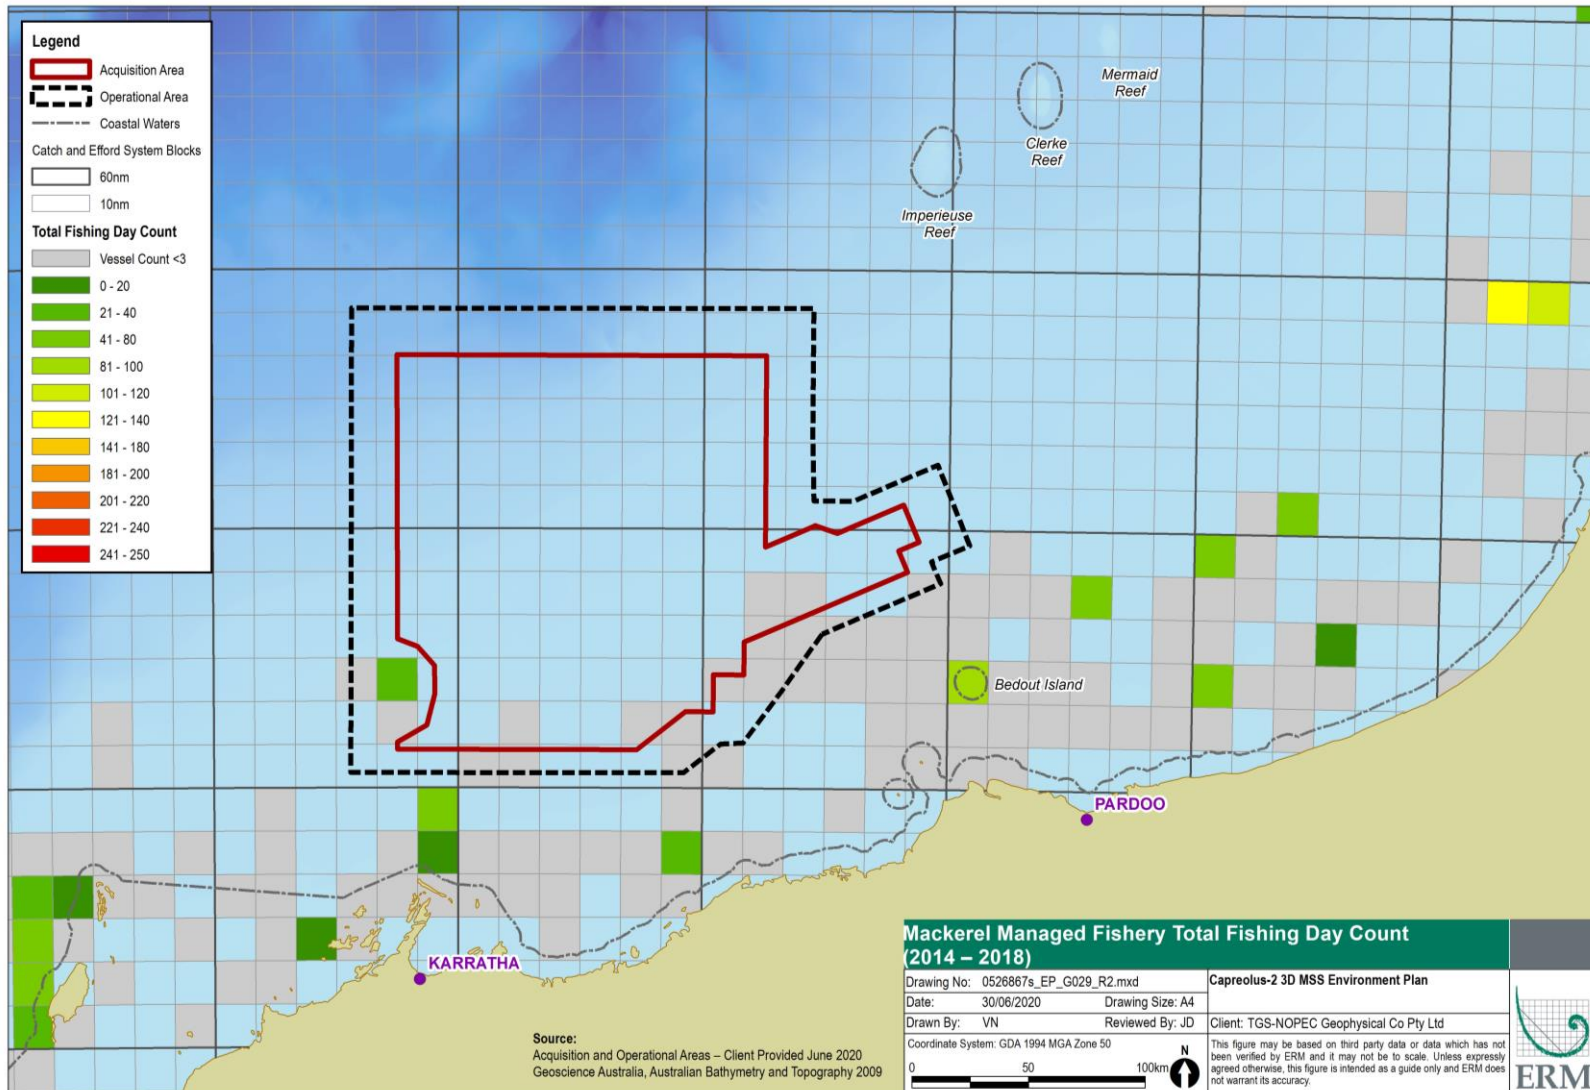 Legend
Acquisition Area
Operational Area
Coastal Waters
Catch and Efford System Blocks
60nm
10nm
Total Fishing Day Count
Vessel Count <3
0 - 20
21 - 40
41 - 80
81 - 100
101 - 120
121 - 140
141 - 180
181 - 200
201 - 220
221 - 240
241 - 250
Mermaid
Reef
Clerke
Reef
Imperieuse
Reef
Bedout Island
PARDOO
KARRATHA
Source:
Acquisition and Operational Areas – Client Provided June 2020
Geoscience Australia, Australian Bathymetry and Topography 2009
Mackerel Managed Fishery Total Fishing Day Count
(2014 – 2018)
Drawing No: 0526867s_EP_G029_R2.mxd
Date: 30/06/2020 Drawing Size: A4
Drawn By: VN Reviewed By: JD
Coordinate System: GDA 1994 MGA Zone 50
0 50 100km
N
Capreolus-2 3D MSS Environment Plan
Client: TGS-NOPEC Geophysical Co Pty Ltd
This figure may be based on third party data or data which has not
been verified by ERM and it may not be to scale. Unless expressly
agreed otherwise, this figure is intended as a guide only and ERM does
not warrant its accuracy.
ERM